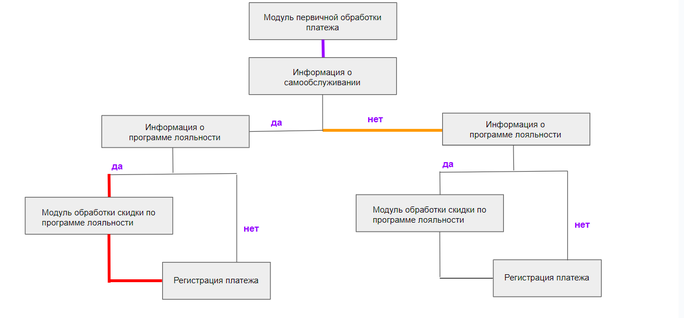 Модуль первичной обработки
платежа
Информация о
самообслуживании
да
нет
Информация о
программе лояльности
Информация о
программе лояльности
да
да
Модуль обработки скидки по
программе лояльности
Модуль обработки скидки по
программе лояльности
нет
нет
Регистрация платежа
Регистрация платежа